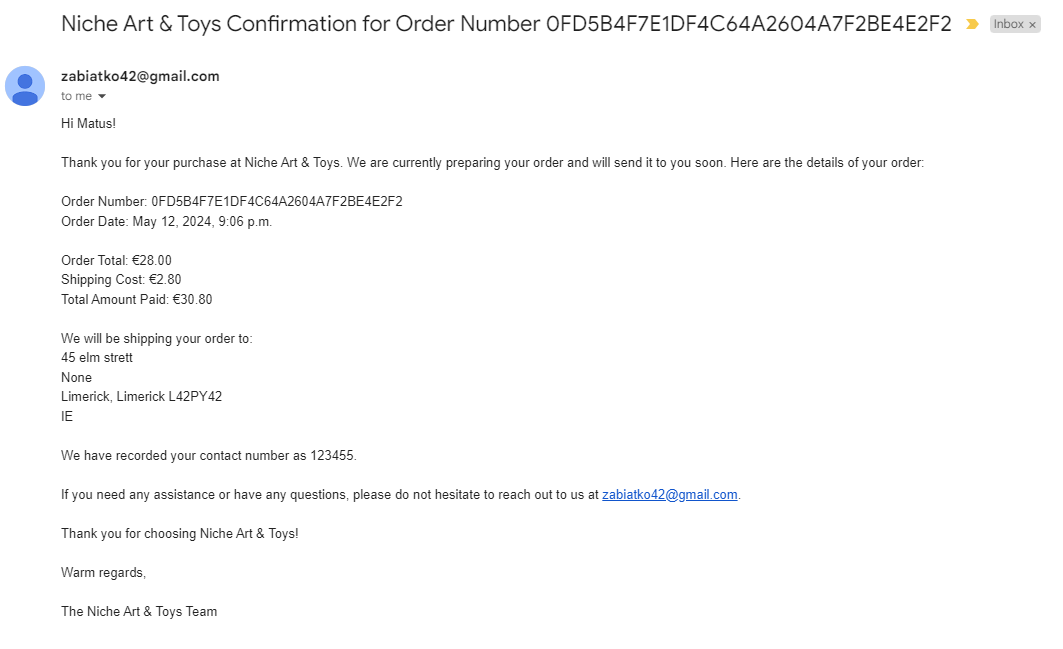 Niche Art & Toys Confirmation for Order Number 0FD5B4F7E1DF4C64A2604A7F2BE4E2F2 Inbox ×
zabiatko42@gmail.com
to me
Hi Matus!
Thank you for your purchase at Niche Art & Toys. We are currently preparing your order and will send it to you soon. Here are the details of your order:
Order Number: 0FD5B4F7E1DF4C64A2604A7F2BE4E2F2
Order Date: May 12, 2024, 9:06 p.m.
Order Total: €28.00
Shipping Cost: €2.80
Total Amount Paid: €30.80
We will be shipping your order to:
45 elm strett
None
Limerick, Limerick L42PY42
IE
We have recorded your contact number as 123455.
If you need any assistance or have any questions, please do not hesitate to reach out to us at zabiatko42@gmail.com.
Thank you for choosing Niche Art & Toys!
Warm regards,
The Niche Art & Toys Team